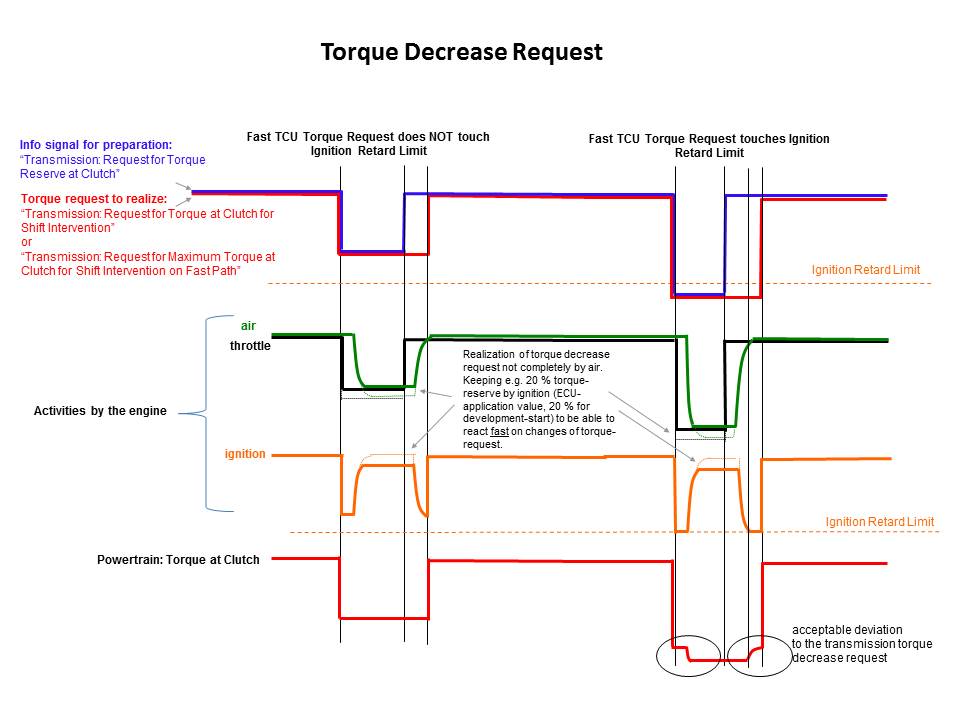 Torque Decrease Request
Fast TCU Torque Request does NOT touch
Ignition Retard Limit
Fast TCU Torque Request touches Ignition
Retard Limit
Info signal for preparation:
“Transmission: Request for Torque
Reserve at Clutch”
Torque request to realize:
“Transmission: Request for Torque at Clutch for
Shift Intervention”
or
“Transmission: Request for Maximum Torque at
Clutch for Shift Intervention on Fast Path”
Ignition Retard Limit
air
throttle
Realization of torque decrease
request not completely by air.
Keeping e.g. 20 % torque-
reserve by ignition (ECU-
application value, 20 % for
development-start) to be able to
react fast on changes of torque-
request.
Activities by the engine
ignition
Ignition Retard Limit
Powertrain: Torque at Clutch
acceptable deviation
to the transmission torque
decrease request